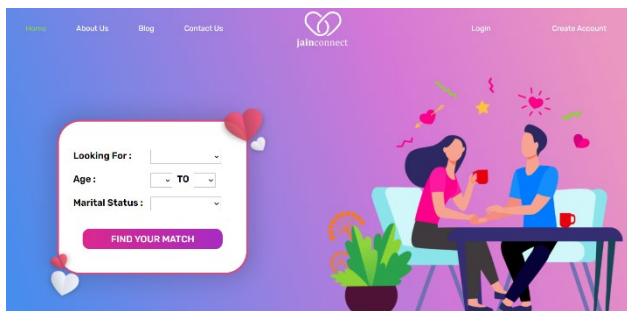 Home About Us Blog Contact Us jainconnect Login Create Account
Looking For :
Age : TO
Marital Status :
FIND YOUR MATCH